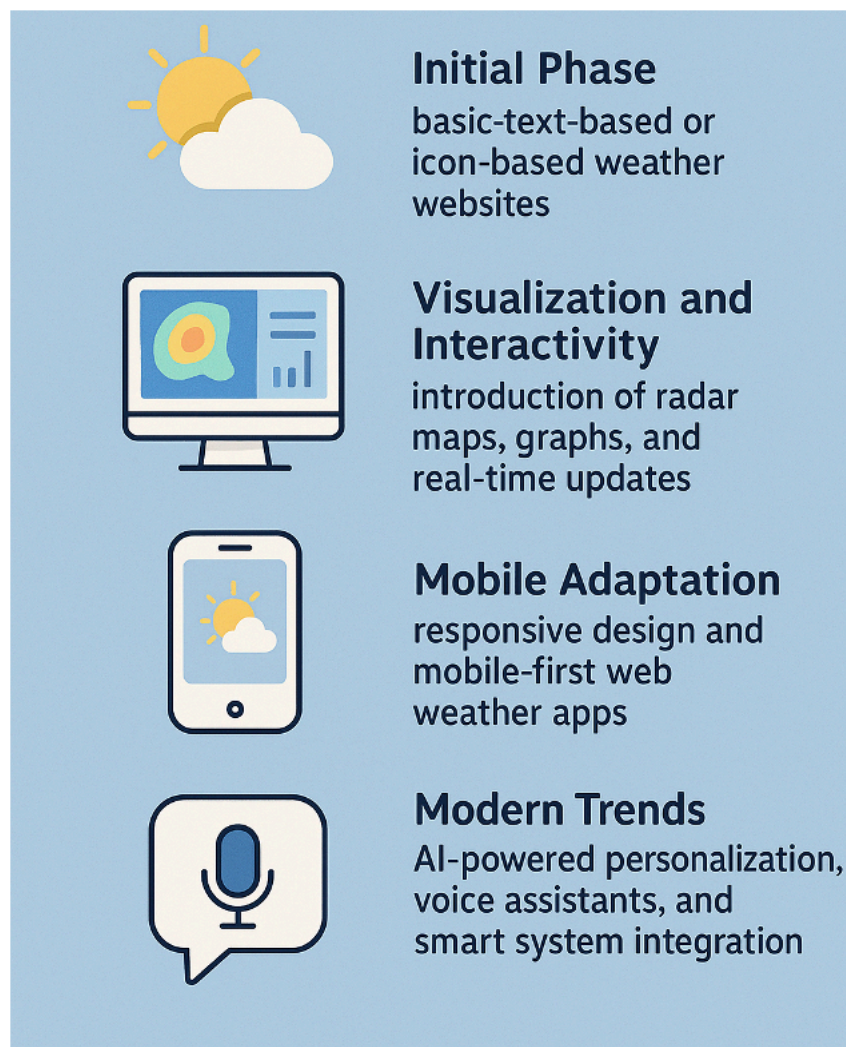 Initial Phase
basic-text-based or
icon-based weather
websites
Visualization and
Interactivity
introduction of radar
maps, graphs, and
real-time updates
Mobile Adaptation
responsive design and
mobile-first web
weather apps
Modern Trends
AI-powered personalization,
voice assistants, and
smart system integration